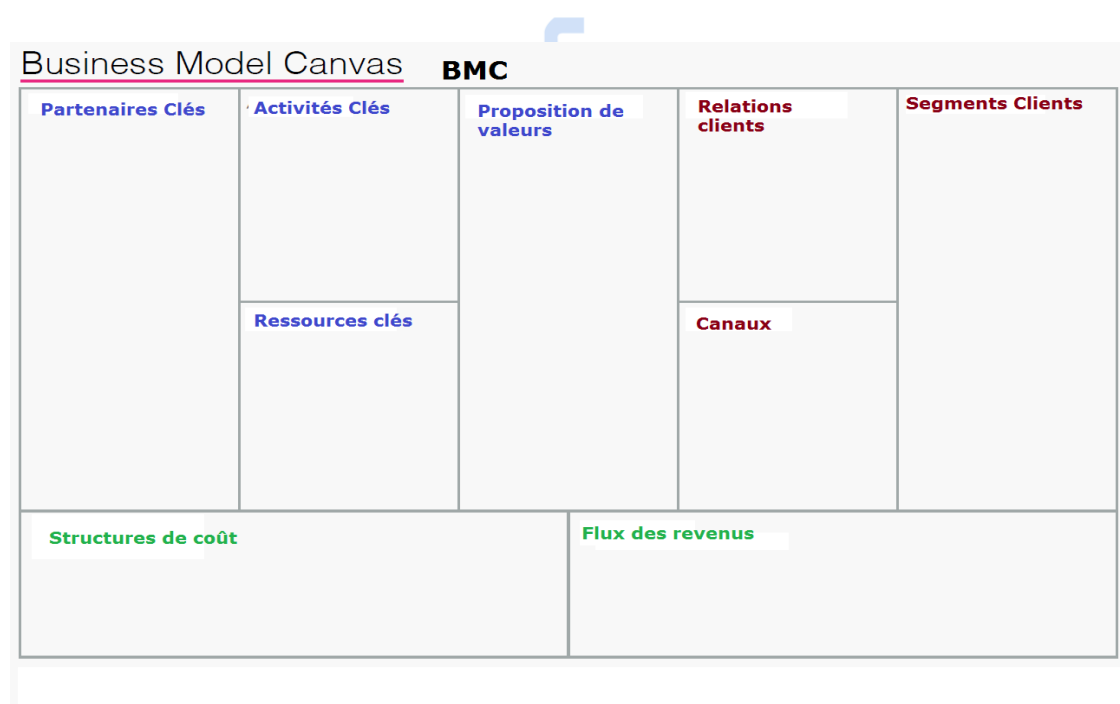 Business Model Canvas BMC
Partenaires Clés
Activités Clés
Ressources clés
Proposition de
valeurs
Relations
clients
Canaux
Segments Clients
Structures de coût
Flux des revenus